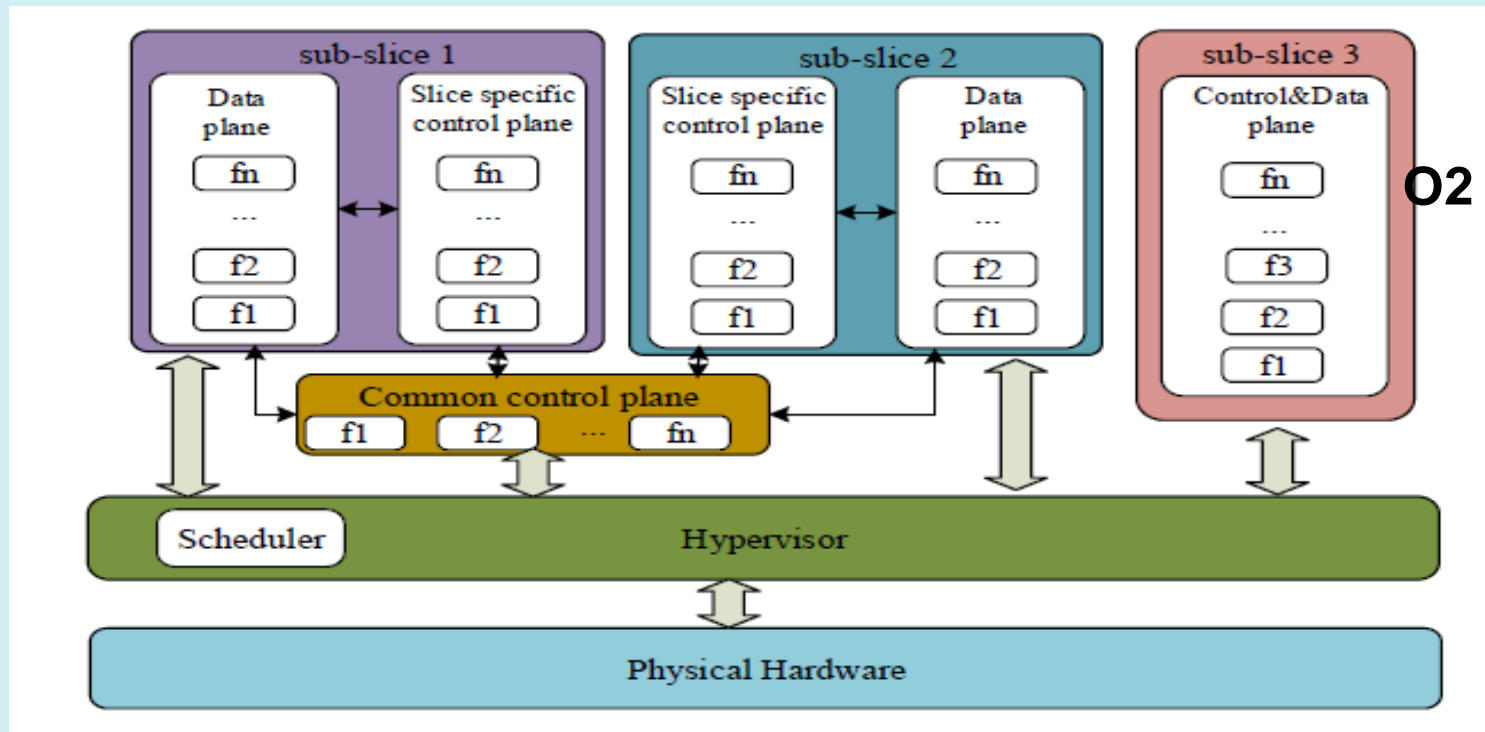 sub-slice 1
Data
plane
fn
...
f2
f1
Slice specific
control plane
fn
...
f2
f1
sub-slice 2
Slice specific
control plane
fn
...
f2
f1
Data
plane
fn
...
f2
f1
sub-slice 3
Control&Data
plane
fn
...
f3
f2
f1
O2
Common control plane
f1 f2 ... fn
Scheduler
Hypervisor
Physical Hardware